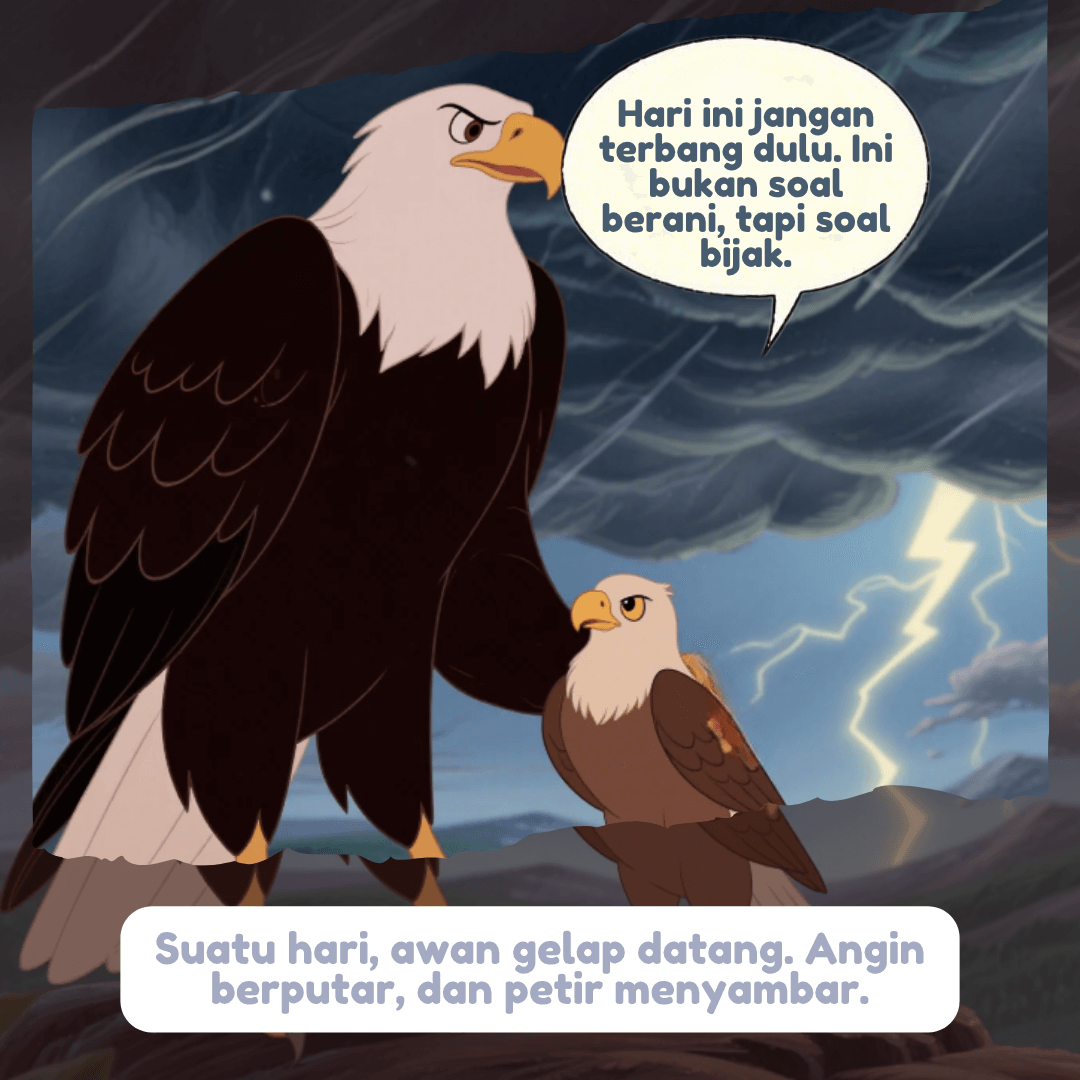 Hari ini jangan
terbang dulu. Ini
bukan soal
berani, tapi soal
bijak.
Suatu hari, awan gelap datang. Angin
berputar, dan petir menyambar.